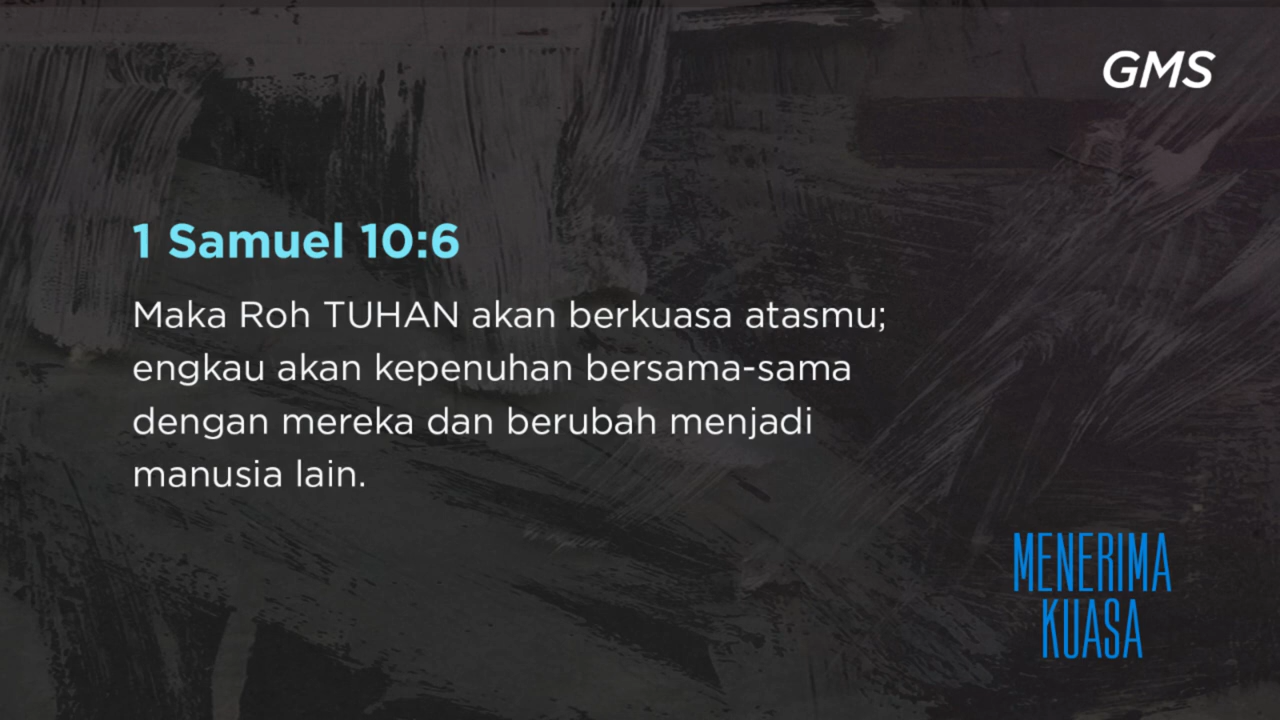 GMS
1 Samuel 10:6
Maka Roh TUHAN akan berkuasa atasmu;
engkau akan kepenuhan bersama-sama
dengan mereka dan berubah menjadi
manusia lain.
MENERIMA
KUASA